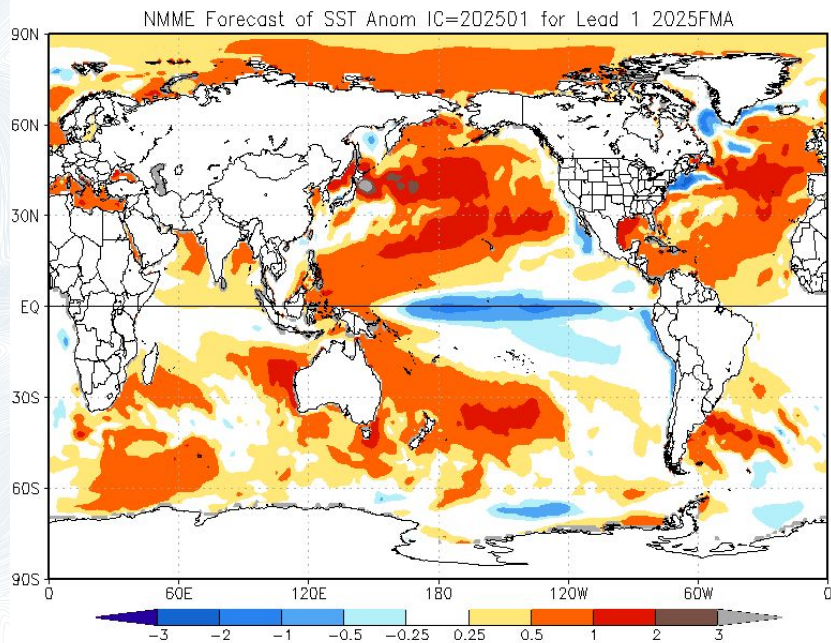 NMME Forecast of SST Anom IC=202501 for Lead 1 2025FMA
90N
60N
30N
EQ
30S
60S
90S
0 60E 120E 180 120W 60W 0
-3 -2 -1 -0.5 -0.25 0.25 0.5 1 2 3